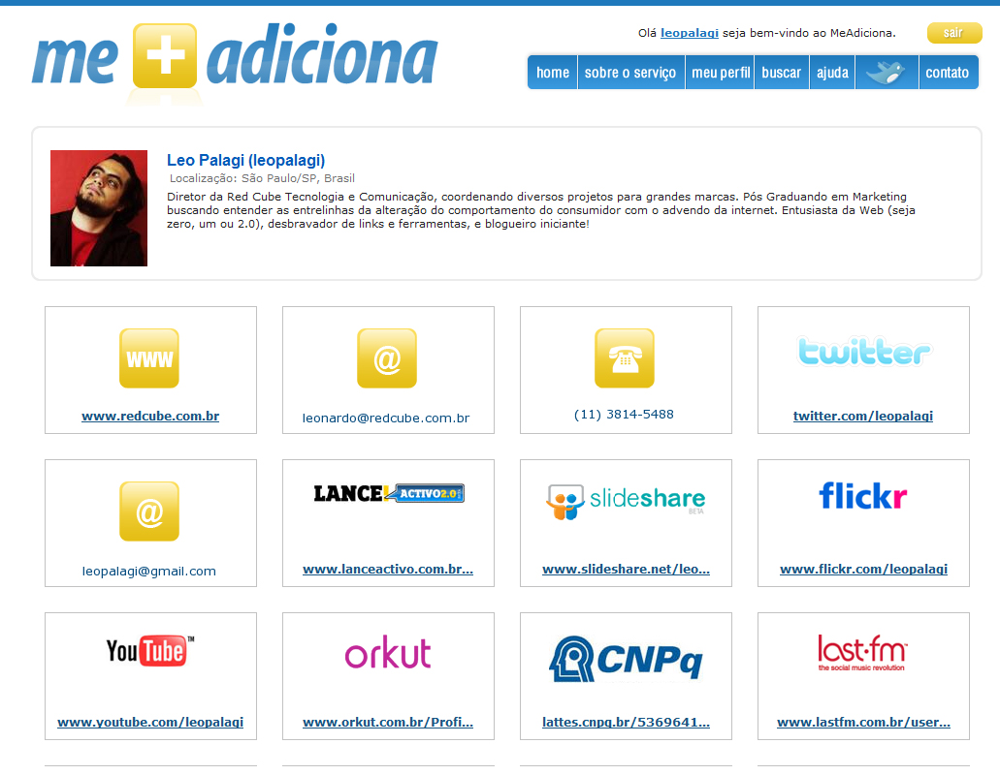 me + adiciona
Olá leopalagi seja bem-vindo ao MeAdiciona.
sair
home
sobre o serviço
meu perfil
buscar
ajuda
contato
Leo Palagi (leopalagi)
Localização: São Paulo/SP, Brasil
Diretor da Red Cube Tecnologia e Comunicação, coordenando diversos projetos para grandes marcas. Pós Graduando em Marketing
buscando entender as entrelinhas da alteração do comportamento do consumidor com o advendo da internet. Entusiasta da Web (seja
zero, um ou 2.0), desbravador de links e ferramentas, e blogueiro iniciante!
www
www.redcube.com.br
@
leonardo@redcube.com.br
(11) 3814-5488
twitter
twitter.com/leopalagi
@
leopalagi@gmail.com
LANCE! ACTIVO2.0
www.lanceactivo.com.br...
slideshare
BETA
www.slideshare.net/leo...
flickr
www.flickr.com/leopalagi
YouTube™
www.youtube.com/leopalagi
orkut
www.orkut.com.br/Profi...
CNPq
lattes.cnpq.br/5369641...
last·fm™
the social music revolution
www.lastfm.com.br/user...